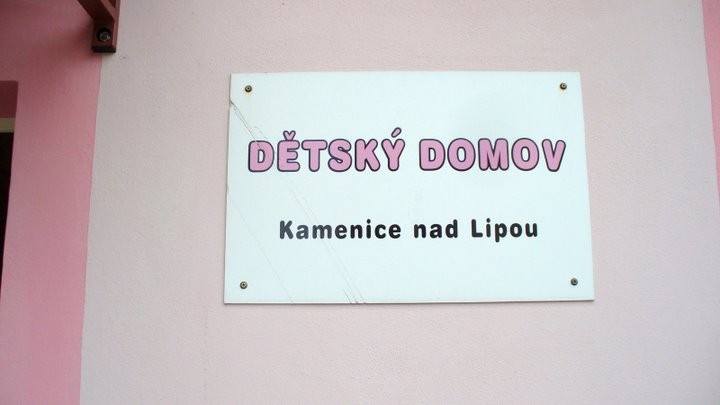 DĚTSKÝ DOMOV
Kamenice nad Lipou